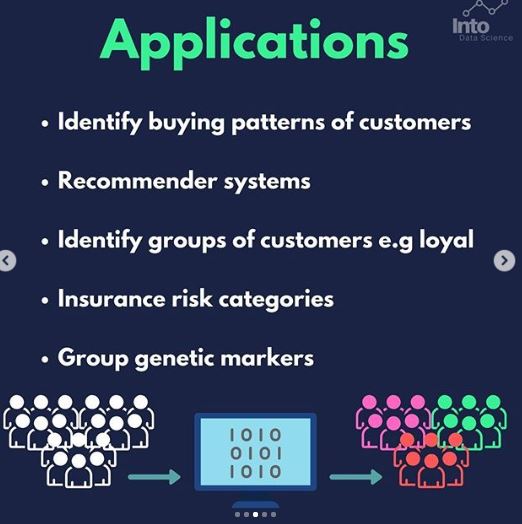 Into
Data Science
Applications
• Identify buying patterns of customers
• Recommender systems
• Identify groups of customers e.g loyal
• Insurance risk categories
• Group genetic markers
1010
0101
1010